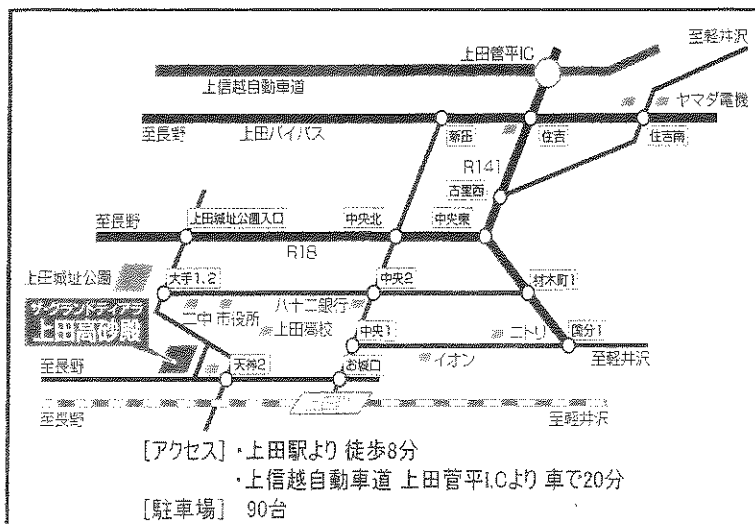 至軽井沢
上田菅平IC
上信越自動車道
ヤマダ電機
至長野
上田バイパス
新田
住吉
住吉南
R141
古里西
至長野
上田城址公園入口
中央北
中央東
R18
上田城址公園
大手1.2
中央2
材木町1
二中
市役所
八十二銀行
上田高校
ザ・グランドティアラ
上田高砂殿
中央1
ニトリ
国分1
イオン
至軽井沢
至長野
天神2
お城口
至長野
至軽井沢
[アクセス]・上田駅より 徒歩8分
・上信越自動車道 上田菅平I.Cより 車で20分
[駐車場] 90台